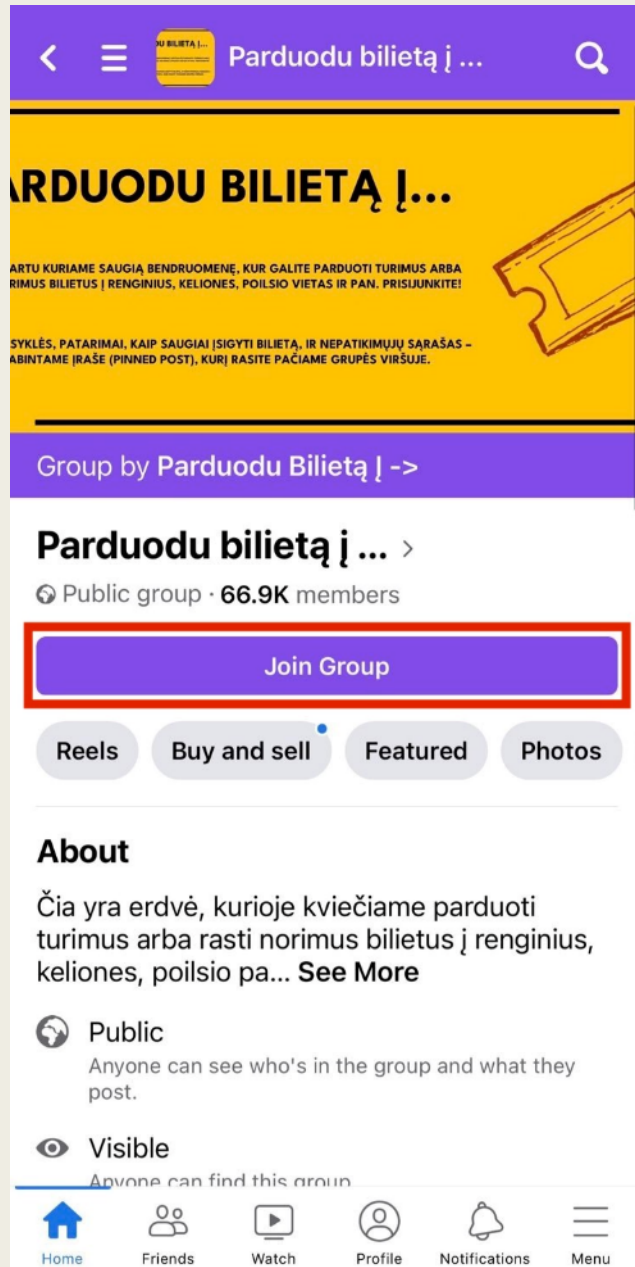 Parduodu bilietą į ...
ARDUODU BILIETĄ Į...
ARTU KURIAME SAUGIĄ BENDRUOMENĘ, KUR GALITE PARDUOTI TURIMUS ARBA
RIMUS BILIETUS Į RENGINIUS, KELIONES, POILSIO VIETAS IR PAN. PRISIJUNKITE!
SYKLĖS, PATARIMAI, KAIP SAUGIAI ĮSIGYTI BILIETĄ, IR NEPATIKIMŲJŲ SĄRAŠAS –
ABINTAME ĮRAŠE (PINNED POST), KURĮ RASITE PAČIAME GRUPĖS VIRŠUJE.
Group by Parduodu Bilietą Į ->
Parduodu bilietą į ... >
Public group · 66.9K members
Join Group
Reels Buy and sell Featured Photos
About
Čia yra erdvė, kurioje kviečiame parduoti
turimus arba rasti norimus bilietus į renginius,
keliones, poilsio pa... See More
Public
Anyone can see who's in the group and what they
post.
Visible
Anyone can find this group
Home Friends Watch Profile Notifications Menu